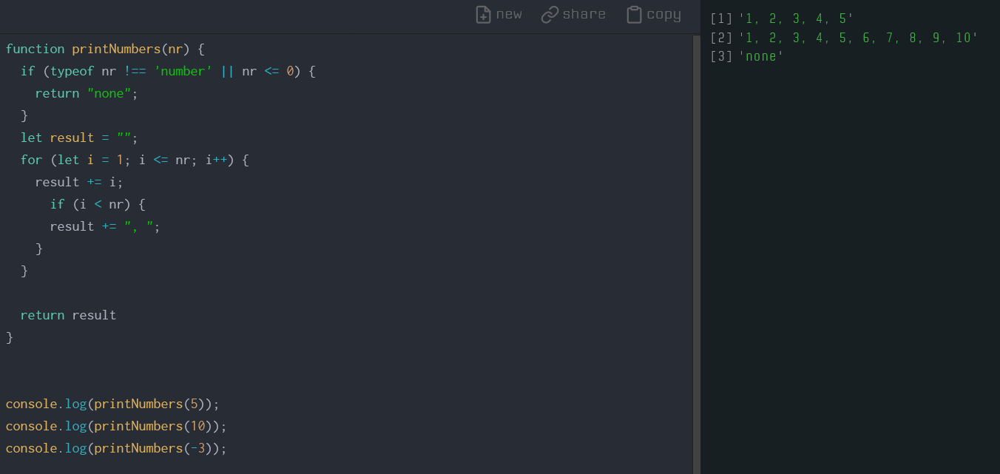 new share copy
function printNumbers(nr) {
  if (typeof nr !== 'number' || nr <= 0) {
    return "none";
  }
  let result = "";
  for (let i = 1; i <= nr; i++) {
    result += i;
      if (i < nr) {
      result += ", ";
    }
  }
  return result
}
console.log(printNumbers(5));
console.log(printNumbers(10));
console.log(printNumbers(-3));
[1] '1, 2, 3, 4, 5'
[2] '1, 2, 3, 4, 5, 6, 7, 8, 9, 10'
[3] 'none'